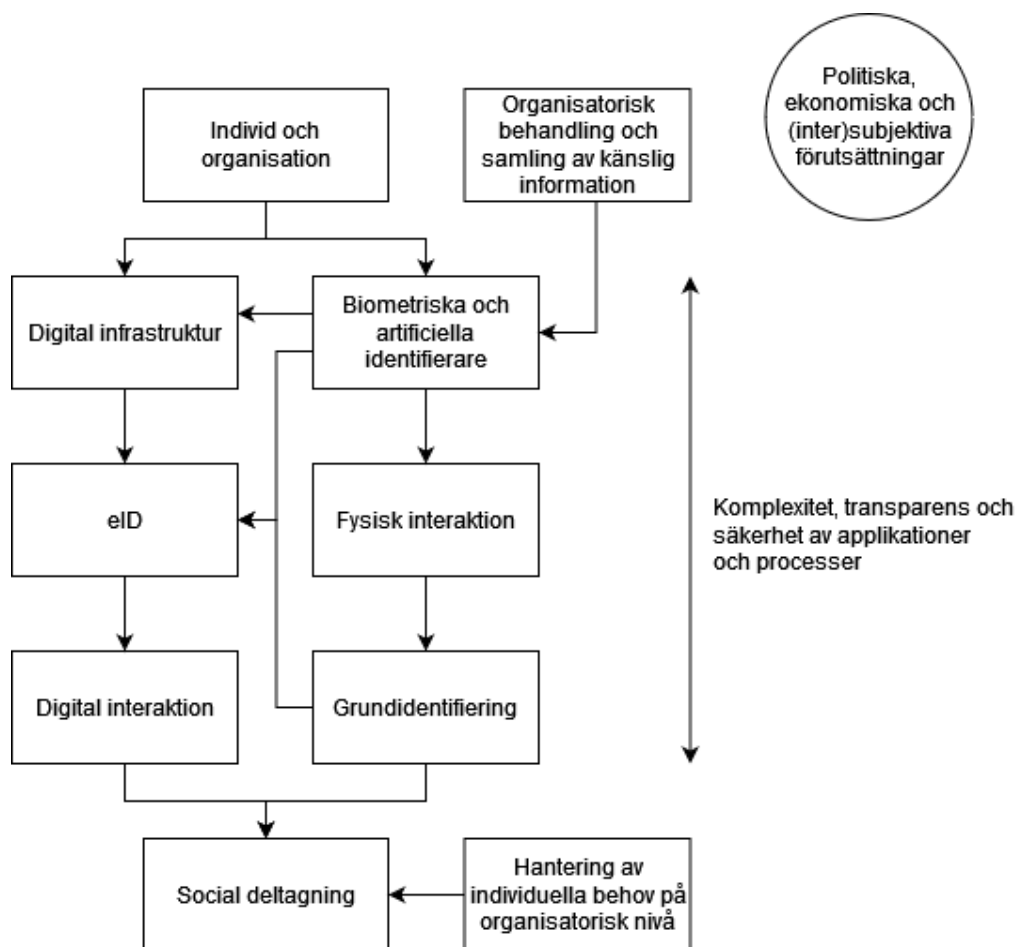 Politiska,
ekonomiska och
(inter)subjektiva
förutsättningar
Individ och
organisation
Organisatorisk
behandling och
samling av känslig
information
Digital infrastruktur
Biometriska och
artificiella
identifierare
eID
Fysisk interaktion
Komplexitet, transparens och
säkerhet av applikationer
och processer
Digital interaktion
Grundidentifiering
Social deltagning
Hantering av
individuella behov på
organisatorisk nivå